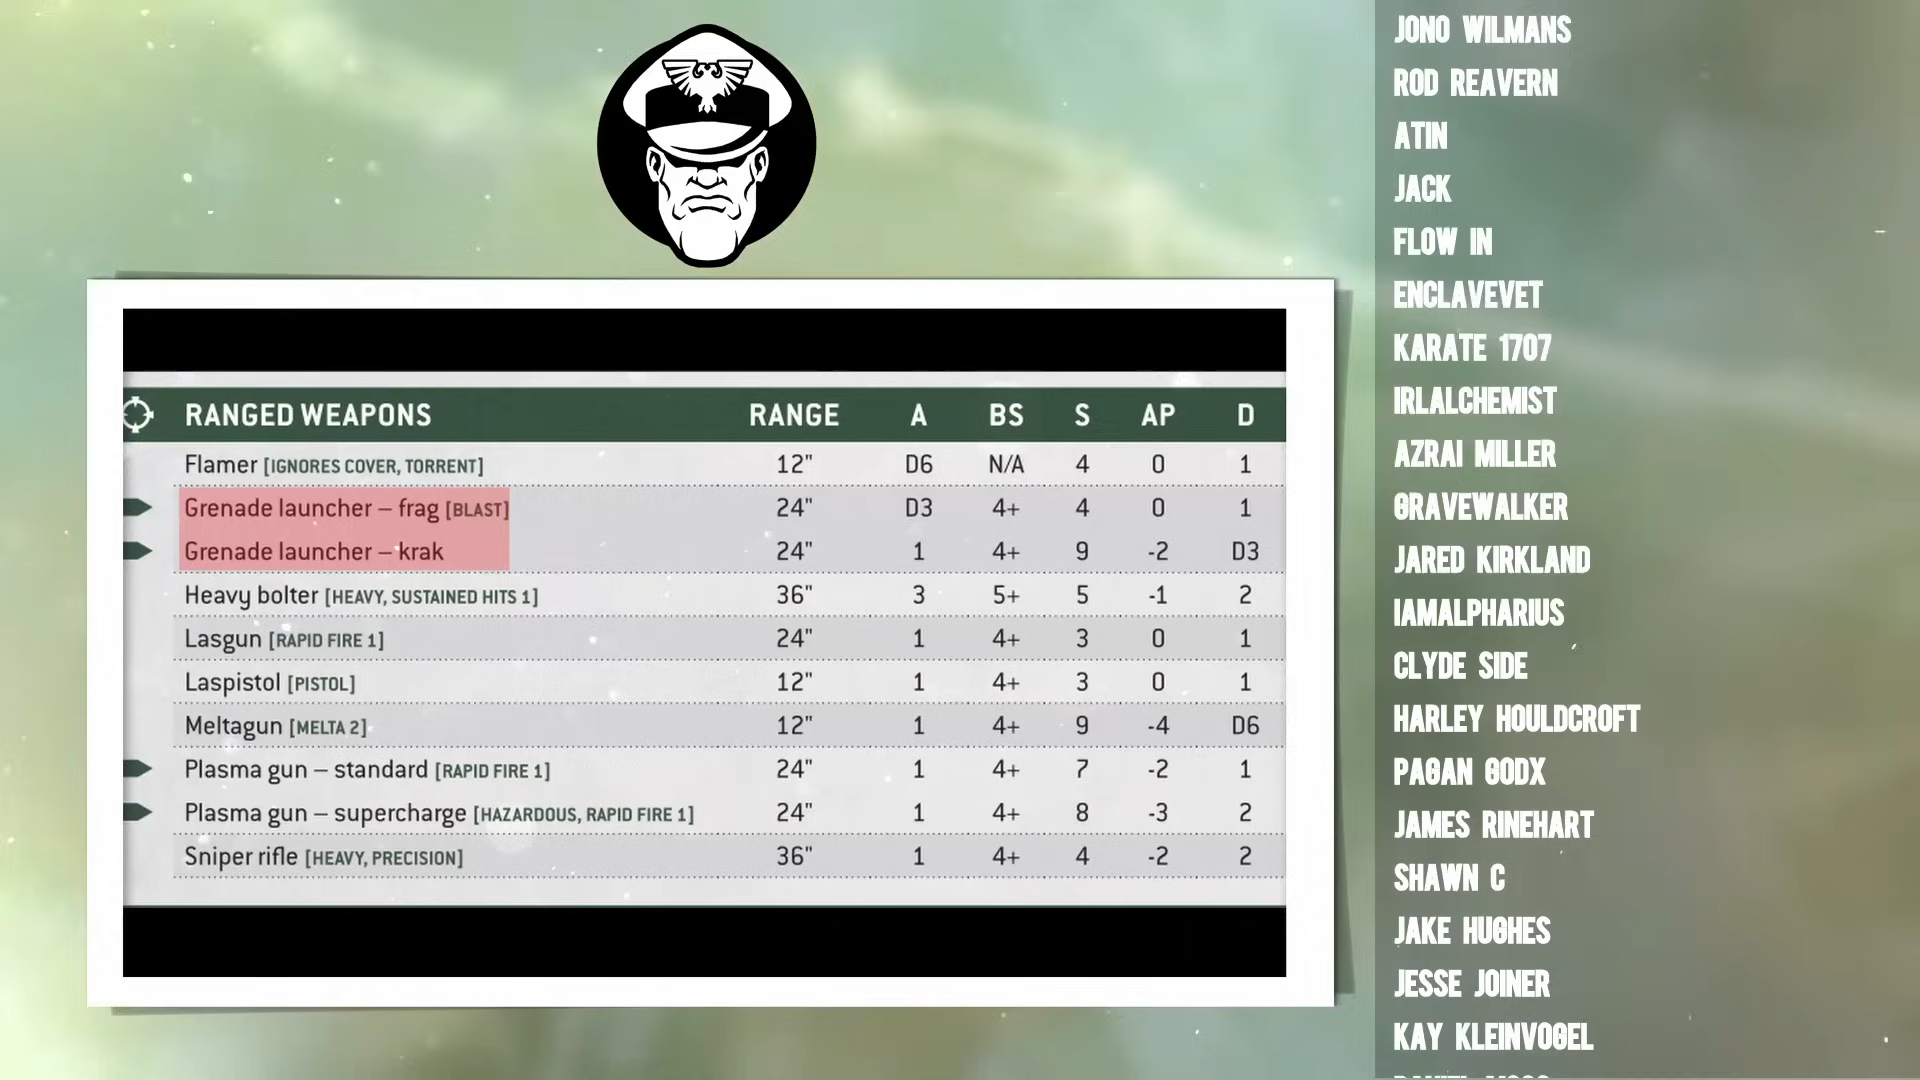 RANGED WEAPONS RANGE A BS S AP D
Flamer [IGNORES COVER, TORRENT] 12" D6 N/A 4 0 1
Grenade launcher – frag [BLAST] 24" D3 4+ 4 0 1
Grenade launcher – krak 24" 1 4+ 9 -2 D3
Heavy bolter [HEAVY, SUSTAINED HITS 1] 36" 3 5+ 5 -1 2
Lasgun [RAPID FIRE 1] 24" 1 4+ 3 0 1
Laspistol [PISTOL] 12" 1 4+ 3 0 1
Meltagun [MELTA 2] 12" 1 4+ 9 -4 D6
Plasma gun – standard [RAPID FIRE 1] 24" 1 4+ 7 -2 1
Plasma gun – supercharge [HAZARDOUS, RAPID FIRE 1] 24" 1 4+ 8 -3 2
Sniper rifle [HEAVY, PRECISION] 36" 1 4+ 4 -2 2
JONO WILMANS
ROD REAVERN
ATIN
JACK
FLOW IN
ENCLAVEVET
KARATE 1707
IRLALCHEMIST
AZRAI MILLER
GRAVEWALKER
JARED KIRKLAND
IAMALPHARIUS
CLYDE SIDE
HARLEY HOULDCROFT
PAGAN GODX
JAMES RINEHART
SHAWN C
JAKE HUGHES
JESSE JOINER
KAY KLEINVOGEL